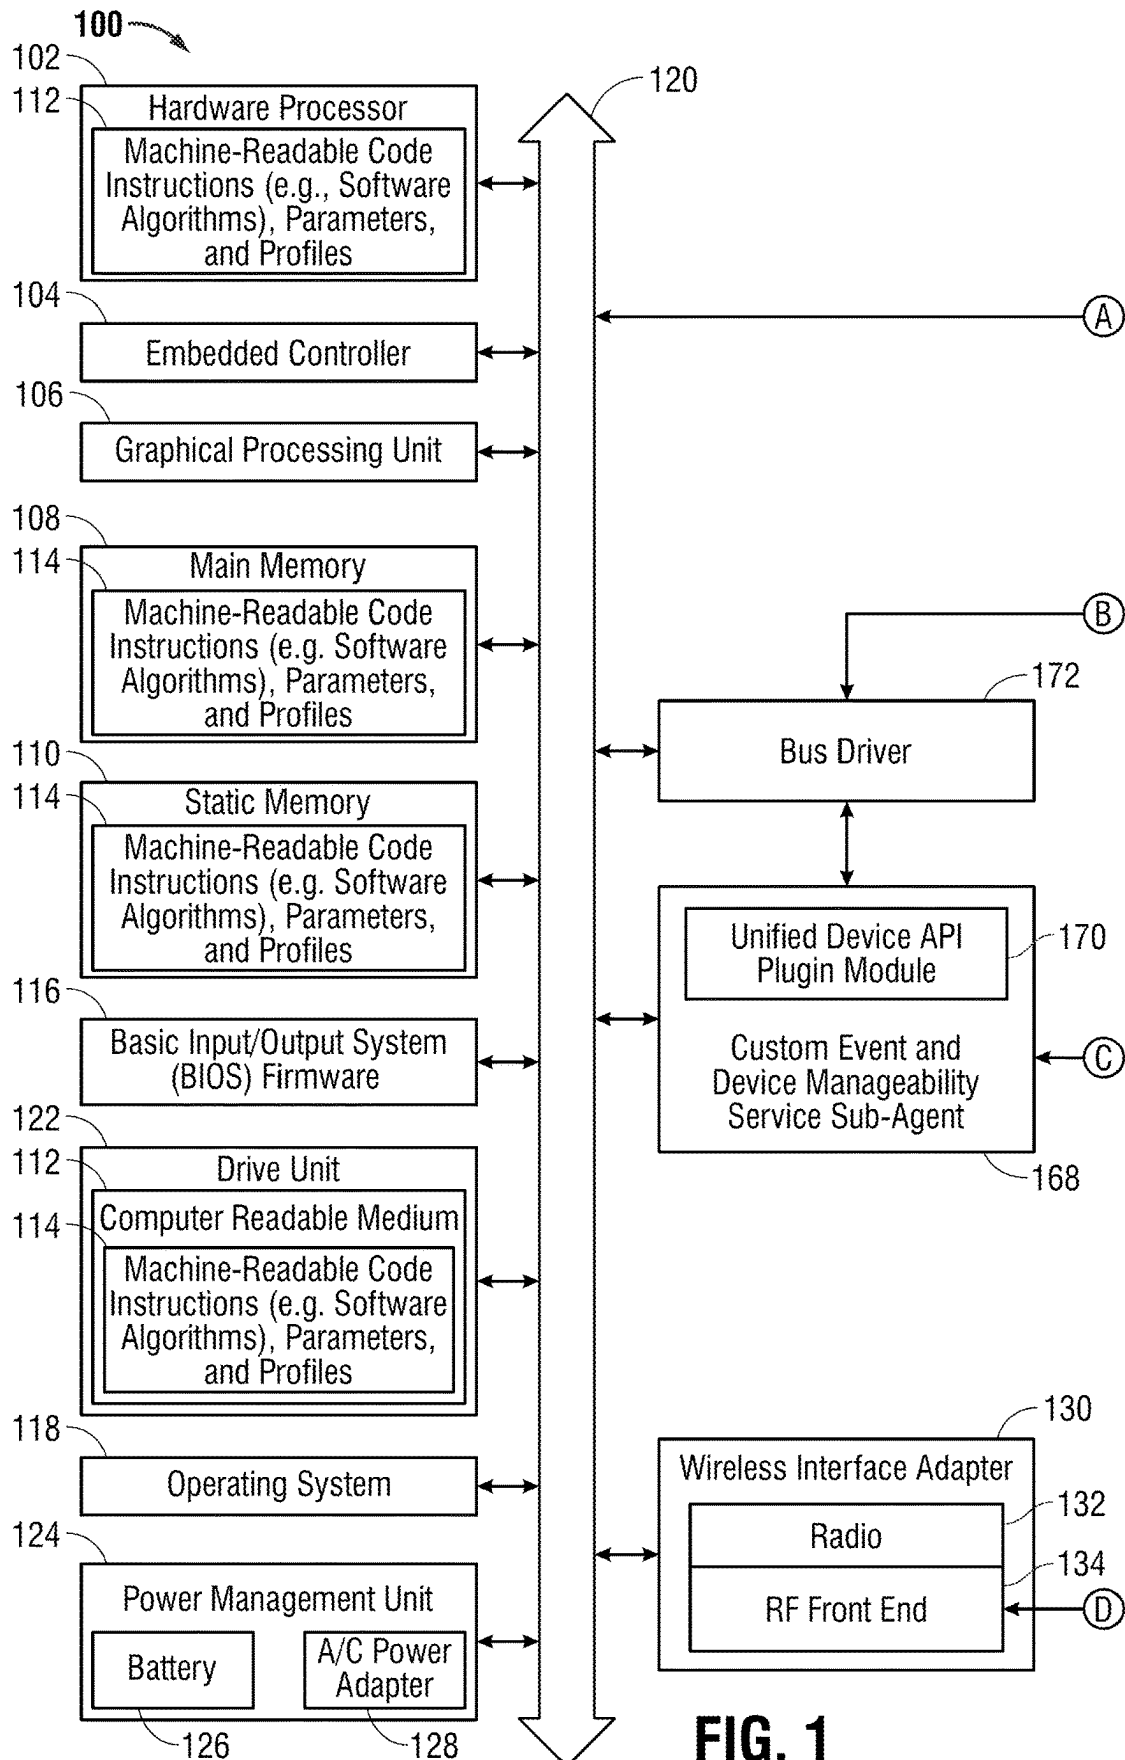 100
102
112
Hardware Processor
Machine-Readable Code
Instructions (e.g., Software
Algorithms), Parameters,
and Profiles
120
104
Embedded Controller
A
106
Graphical Processing Unit
108
114
Main Memory
Machine-Readable Code
Instructions (e.g. Software
Algorithms), Parameters,
and Profiles
B
172
Bus Driver
110
114
Static Memory
Machine-Readable Code
Instructions (e.g. Software
Algorithms), Parameters,
and Profiles
Unified Device API
Plugin Module
170
Custom Event and
Device Manageability
Service Sub-Agent
C
168
116
Basic Input/Output System
(BIOS) Firmware
122
112
114
Drive Unit
Computer Readable Medium
Machine-Readable Code
Instructions (e.g. Software
Algorithms), Parameters,
and Profiles
118
Operating System
130
Wireless Interface Adapter
132
Radio
134
RF Front End
D
124
Power Management Unit
Battery
A/C Power
Adapter
126
128
FIG. 1